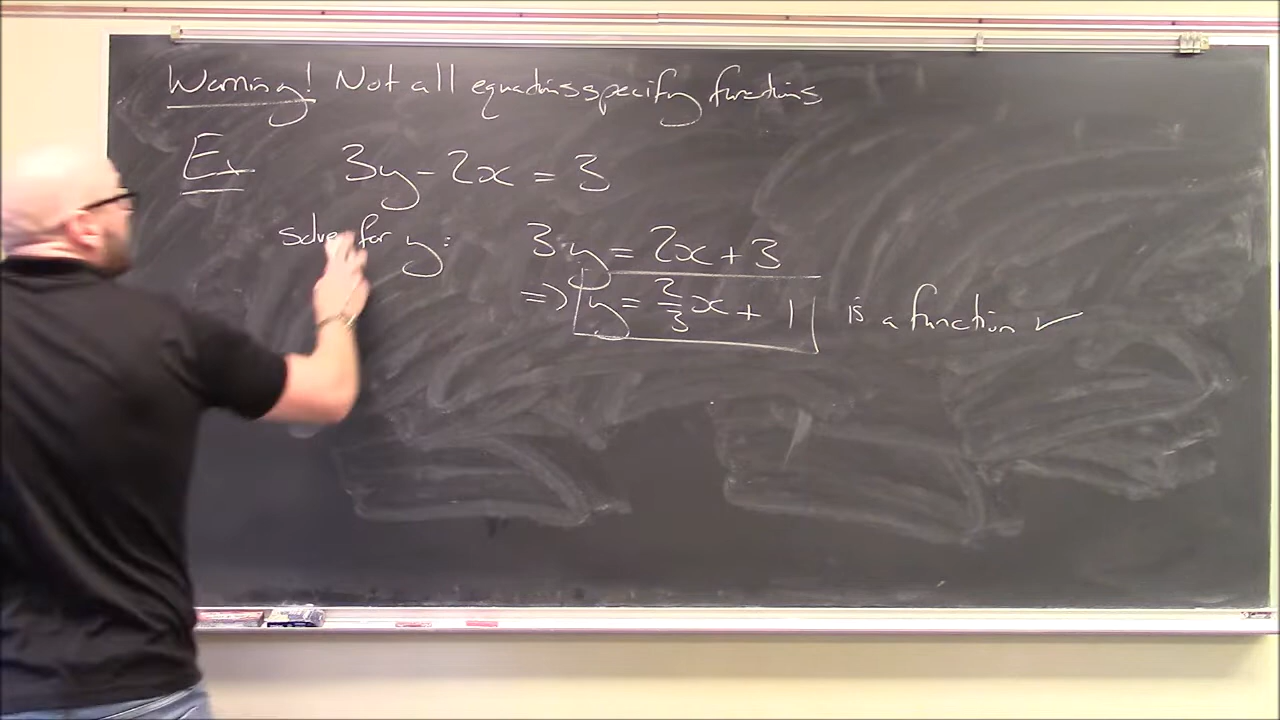 Warning! Not all equations specify functions
Ex 3y - 2x = 3
solve for y: 3y = 2x + 3
=> y = 2/3 x + 1 is a function ✓